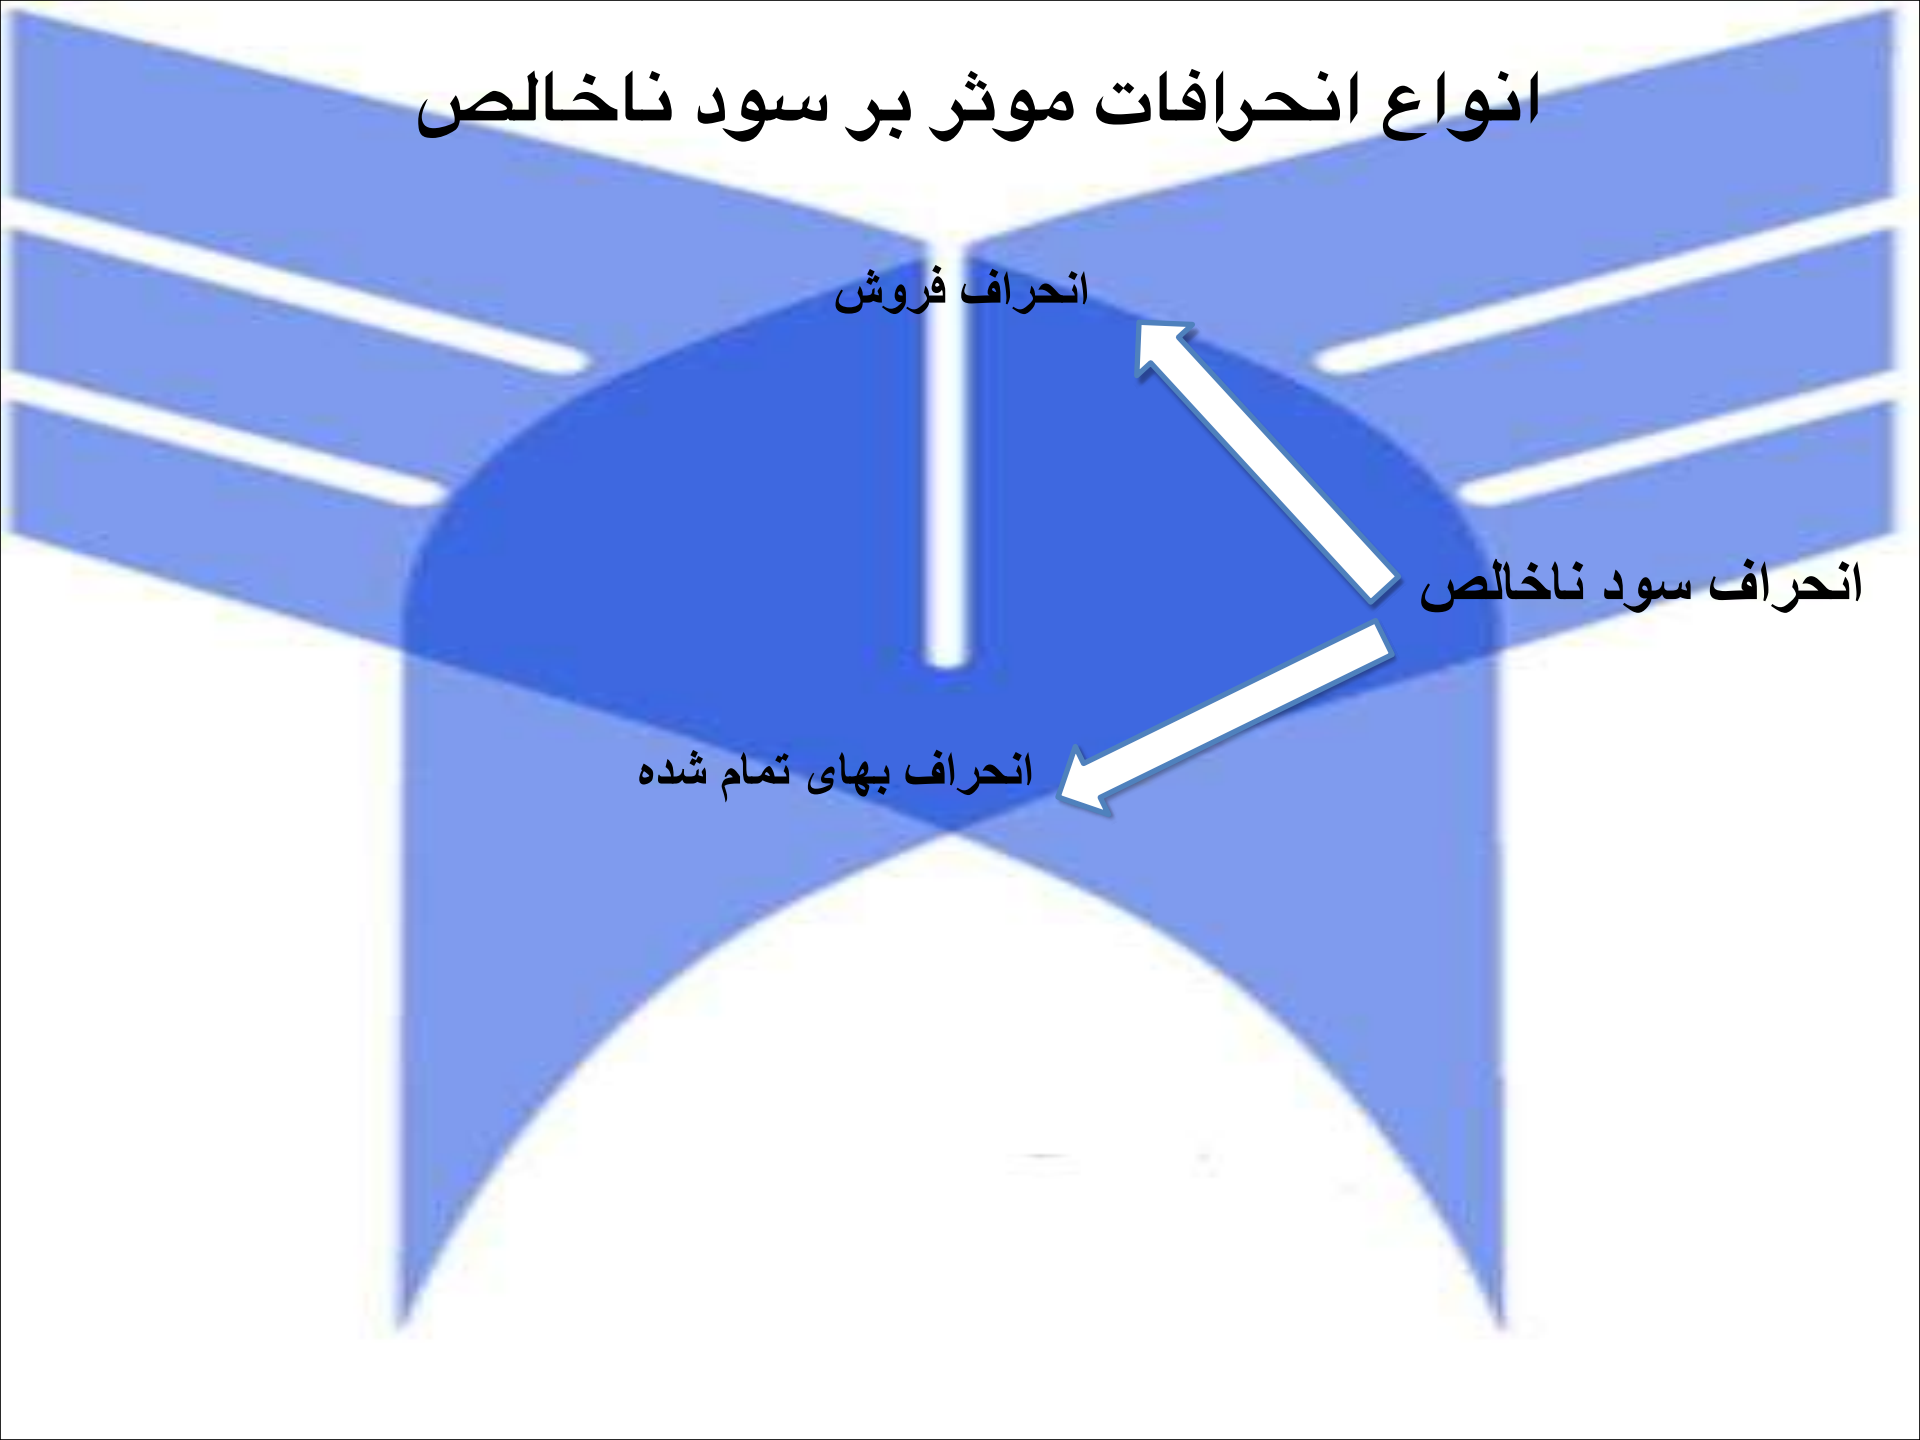 انواع انحرافات موثر بر سود ناخالص
انحراف فروش
انحراف سود ناخالص
انحراف بهای تمام شده